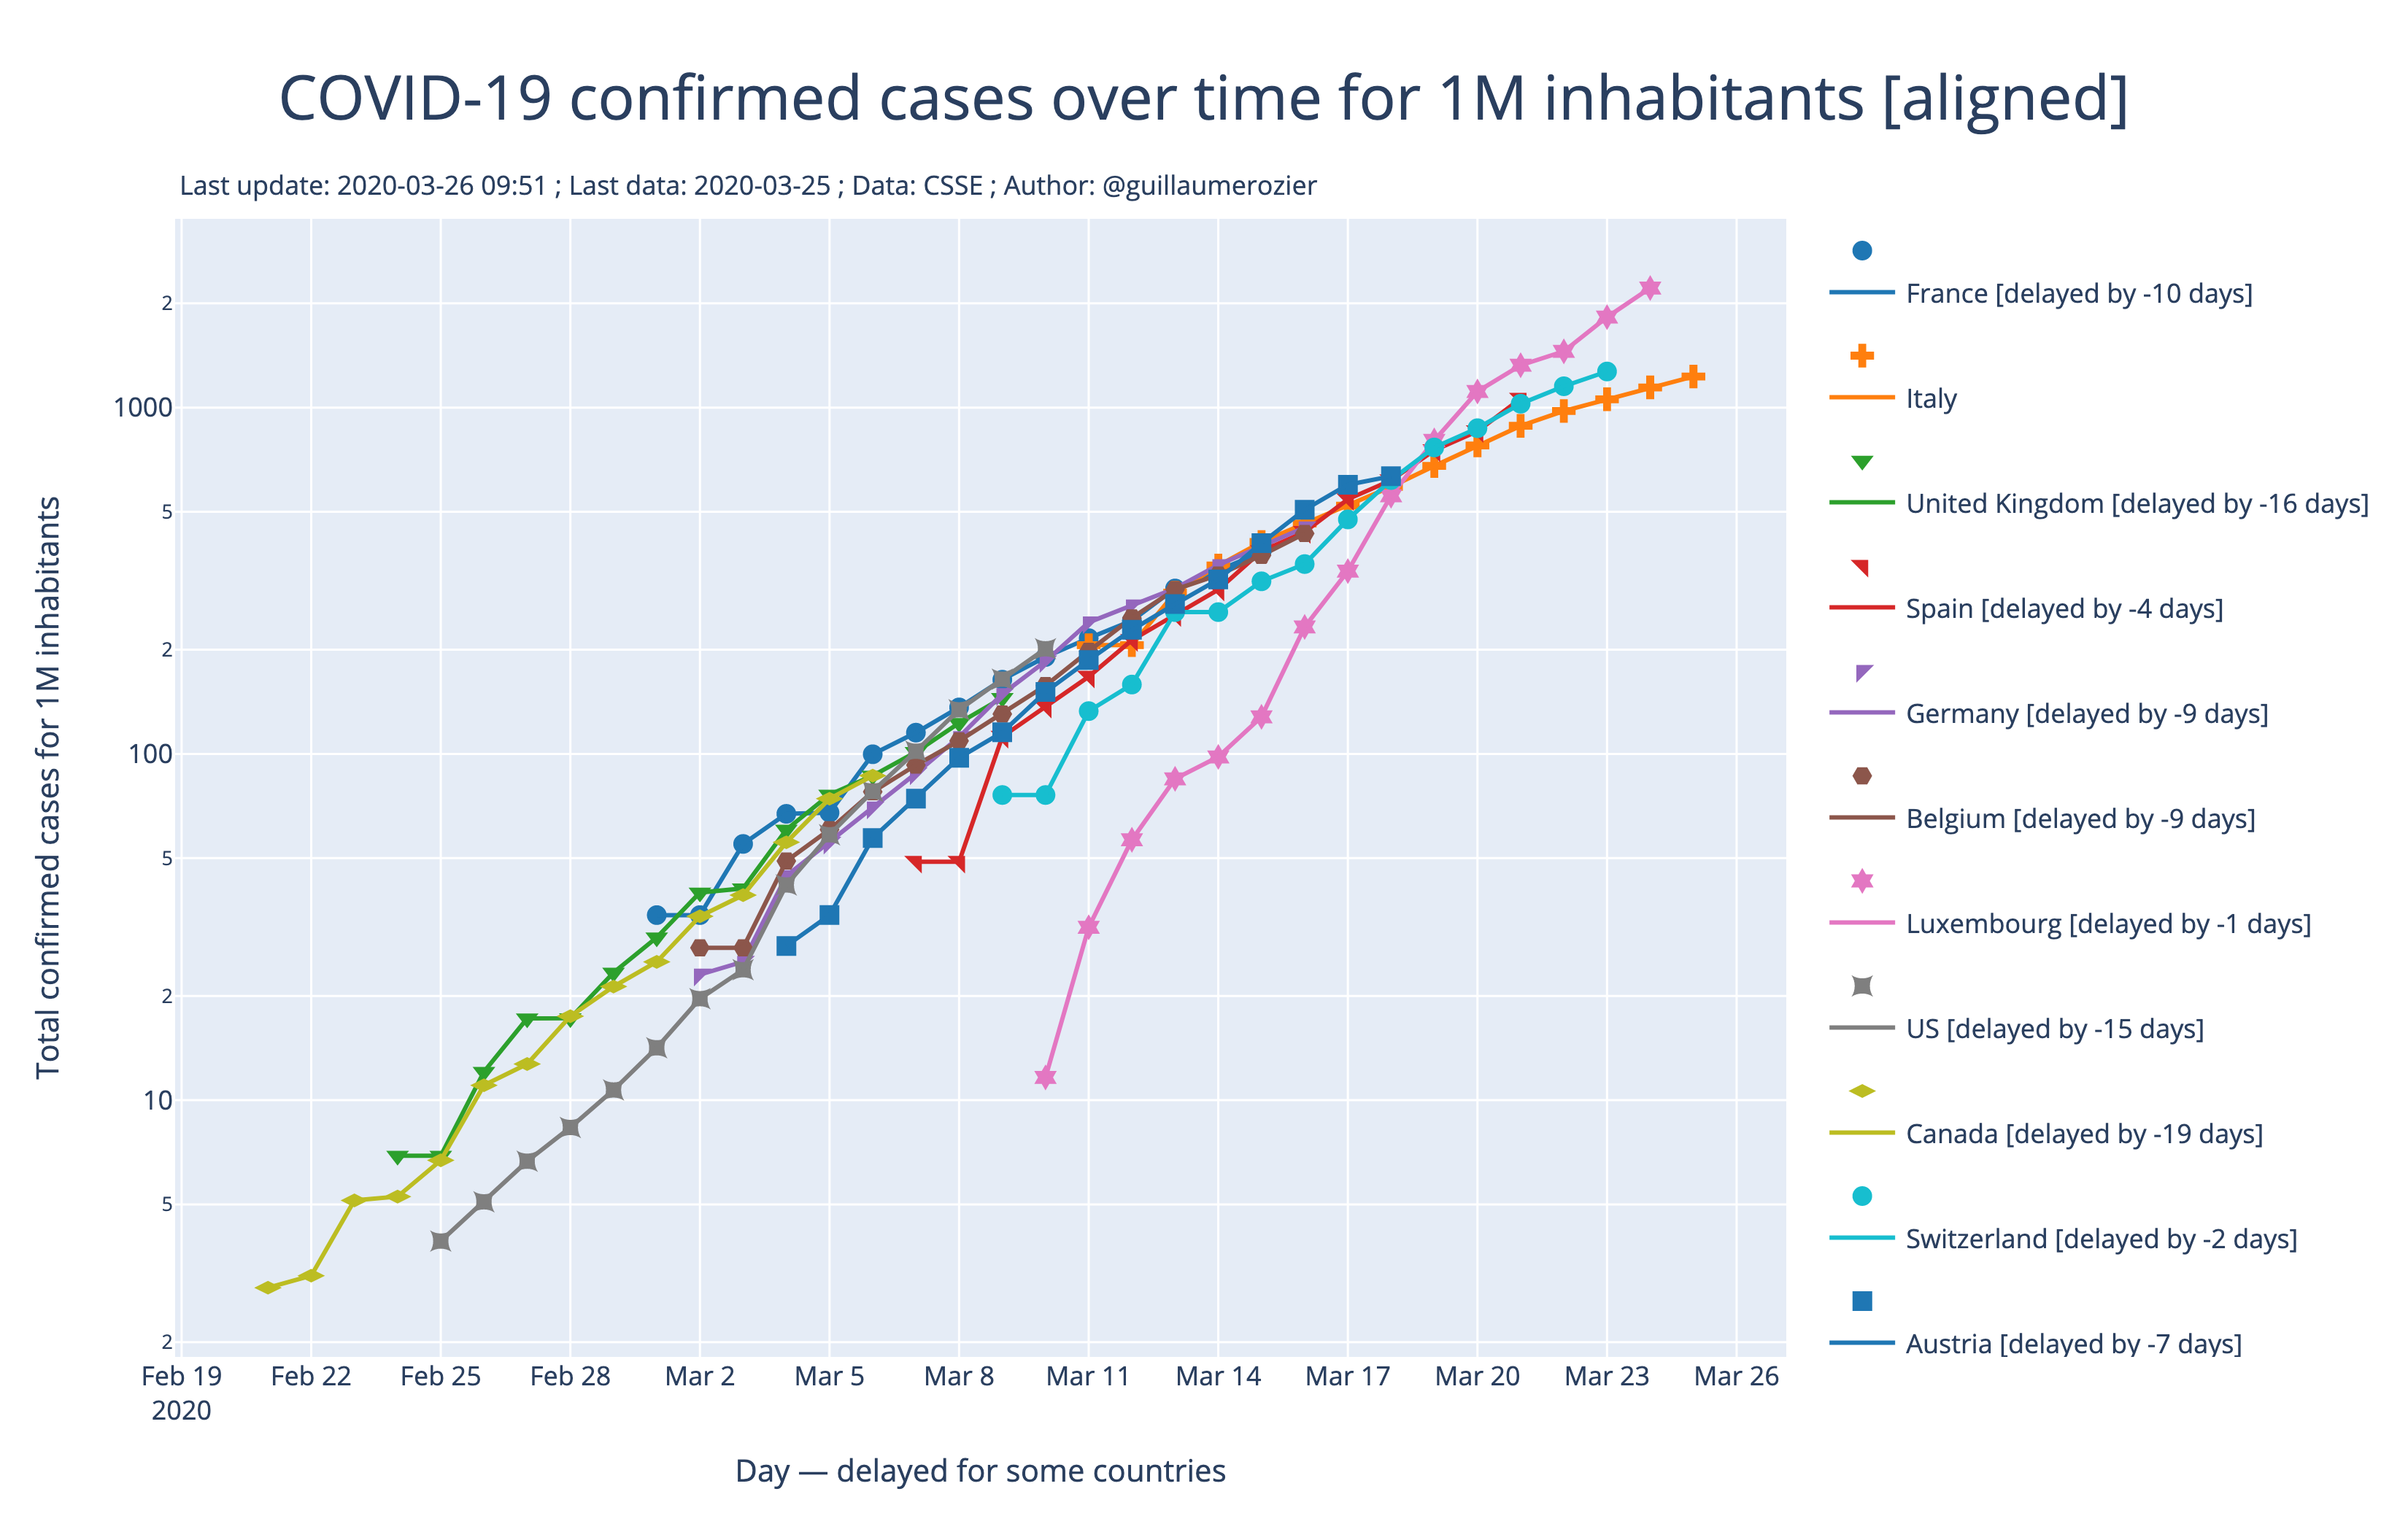 COVID-19 confirmed cases over time for 1M inhabitants [aligned]
Last update: 2020-03-26 09:51 ; Last data: 2020-03-25 ; Data: CSSE ; Author: @guillaumerozier
Total confirmed cases for 1M inhabitants
2
1000
5
2
100
5
2
10
5
2
Feb 19
2020
Feb 22
Feb 25
Feb 28
Mar 2
Mar 5
Mar 8
Mar 11
Mar 14
Mar 17
Mar 20
Mar 23
Mar 26
Day — delayed for some countries
France [delayed by -10 days]
Italy
United Kingdom [delayed by -16 days]
Spain [delayed by -4 days]
Germany [delayed by -9 days]
Belgium [delayed by -9 days]
Luxembourg [delayed by -1 days]
US [delayed by -15 days]
Canada [delayed by -19 days]
Switzerland [delayed by -2 days]
Austria [delayed by -7 days]